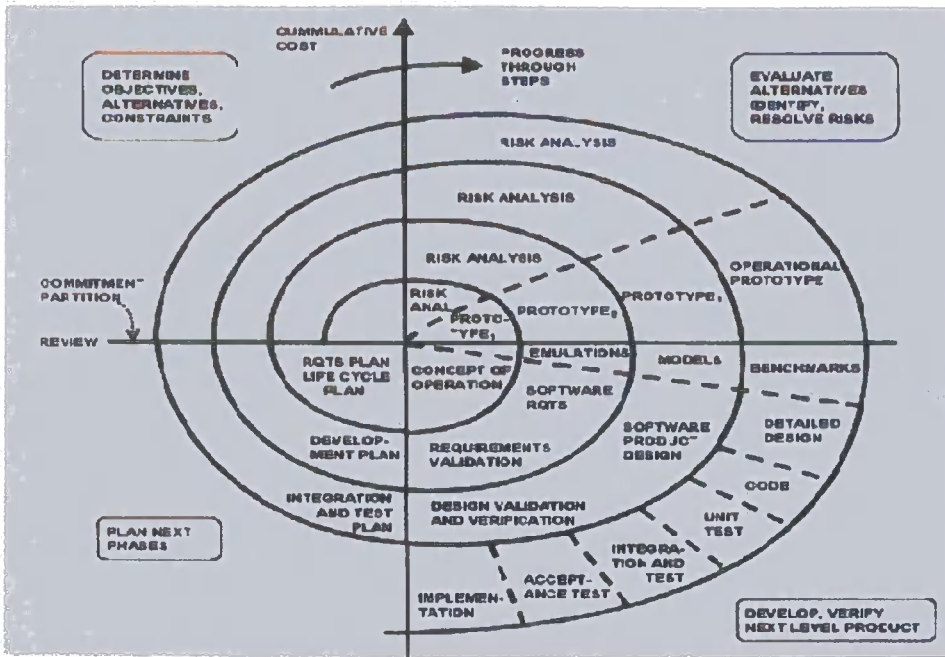 CUMMULATIVE
COST
PROGRESS
THROUGH
STEPS
DETERMINE
OBJECTIVES,
ALTERNATIVES,
CONSTRAINTS
EVALUATE
ALTERNATIVES
IDENTIFY,
RESOLVE RISKS
RISK ANALYSIS
RISK ANALYSIS
RISK ANALYSIS
RISK
ANAL
PROTO-
TYPE1
PROTOTYPE2
PROTOTYPE3
OPERATIONAL
PROTOTYPE
COMMITMENT
PARTITION
REVIEW
RQTS PLAN
LIFE CYCLE
PLAN
CONCEPT OF
OPERATION
EMULATIONS
MODELS
BENCHMARKS
SOFTWARE
RQTS
SOFTWARE
PRODUCT
DESIGN
DETAILED
DESIGN
DEVELOP-
MENT PLAN
REQUIREMENTS
VALIDATION
CODE
INTEGRATION
AND TEST
PLAN
DESIGN VALIDATION
AND VERIFICATION
UNIT
TEST
PLAN NEXT
PHASES
INTEGRA-
TION AND
TEST
ACCEPT-
ANCE TEST
IMPLEMEN-
TATION
DEVELOP, VERIFY
NEXT LEVEL PRODUCT